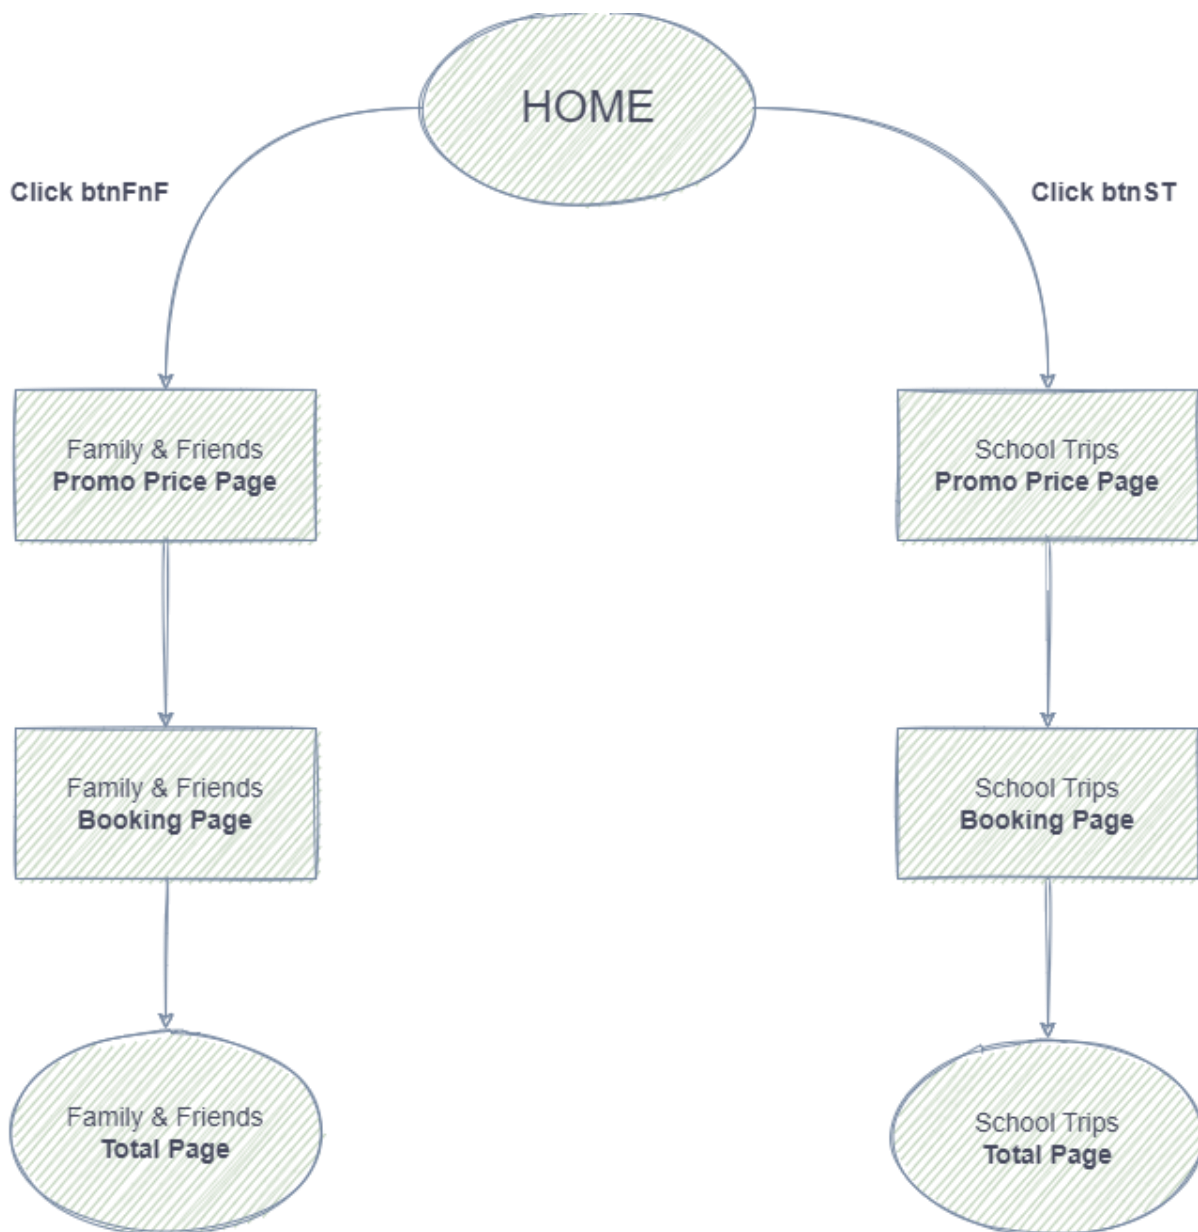 HOME
Click btnFnF
Click btnST
Family & Friends
Promo Price Page
School Trips
Promo Price Page
Family & Friends
Booking Page
School Trips
Booking Page
Family & Friends
Total Page
School Trips
Total Page